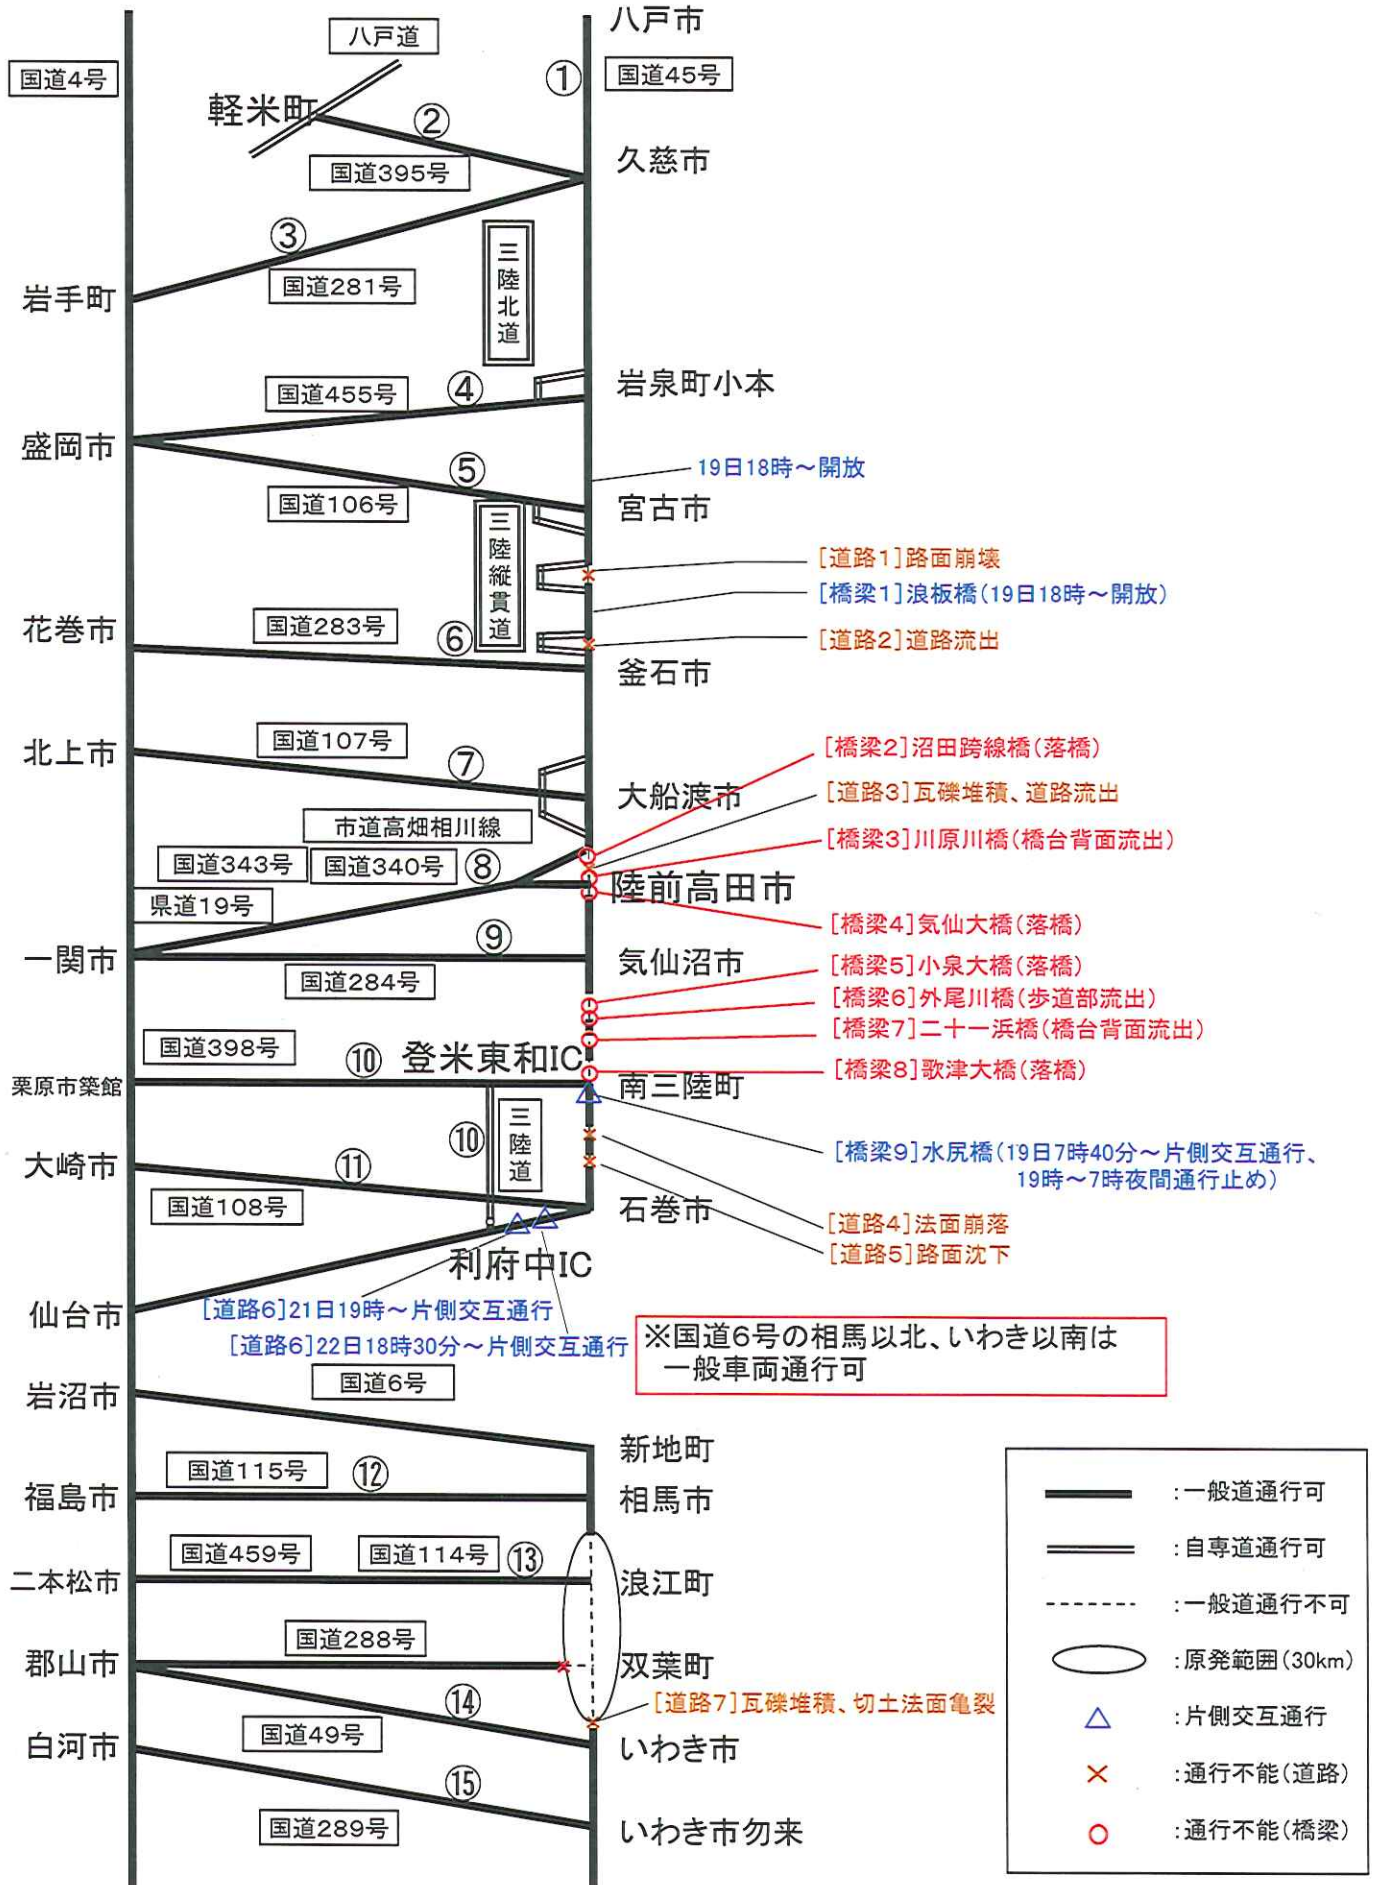 八戸市
八戸道
国道4号
①
国道45号
軽米町
②
久慈市
国道395号
③
三陸北道
国道281号
岩手町
岩泉町小本
国道455号
④
盛岡市
⑤
19日18時～開放
国道106号
宮古市
三陸縦貫道
[道路1]路面崩壊
[橋梁1]浪板橋(19日18時～開放)
花巻市
国道283号
⑥
[道路2]道路流出
釜石市
国道107号
北上市
⑦
[橋梁2]沼田跨線橋(落橋)
大船渡市
[道路3]瓦礫堆積、道路流出
市道高畑相川線
[橋梁3]川原川橋(橋台背面流出)
国道343号
国道340号
⑧
陸前高田市
県道19号
[橋梁4]気仙大橋(落橋)
⑨
一関市
気仙沼市
[橋梁5]小泉大橋(落橋)
国道284号
[橋梁6]外尾川橋(歩道部流出)
[橋梁7]二十一浜橋(橋台背面流出)
国道398号
⑩
登米東和IC
[橋梁8]歌津大橋(落橋)
栗原市築館
南三陸町
⑩
三陸道
[橋梁9]水尻橋(19日7時40分～片側交互通行、
19時～7時夜間通行止め)
大崎市
⑪
国道108号
石巻市
[道路4]法面崩落
[道路5]路面沈下
利府中IC
仙台市
[道路6]21日19時～片側交互通行
[道路6]22日18時30分～片側交互通行
※国道6号の相馬以北、いわき以南は
一般車両通行可
国道6号
岩沼市
新地町
国道115号
⑫
福島市
相馬市
国道459号
国道114号
⑬
二本松市
浪江町
国道288号
郡山市
双葉町
⑭
[道路7]瓦礫堆積、切土法面亀裂
国道49号
白河市
いわき市
⑮
国道289号
いわき市勿来
:一般道通行可
:自専道通行可
:一般道通行不可
:原発範囲(30km)
:片側交互通行
:通行不能(道路)
:通行不能(橋梁)